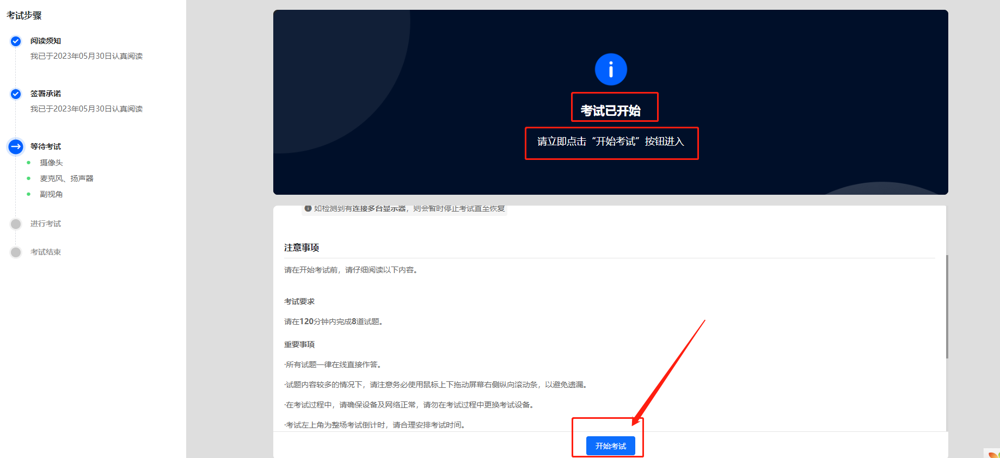 考试步骤
阅读须知
我已于2023年05月30日认真阅读
签署承诺
我已于2023年05月30日认真阅读
等待考试
摄像头
麦克风、扬声器
副视角
进行考试
考试结束
考试已开始
请立即点击“开始考试”按钮进入
如检测到有连接多台显示器，则会暂时停止考试直至恢复
注意事项
请在开始考试前，请仔细阅读以下内容。
考试要求
请在120分钟内完成8道试题。
重要事项
·所有试题一律在线直接作答。
·试题内容较多的情况下，请注意务必使用鼠标上下拖动屏幕右侧纵向滚动条，以避免遗漏。
·在考试过程中，请确保设备及网络正常，请勿在考试过程中更换考试设备。
·考试左上角为整场考试倒计时，请合理安排考试时间。
开始考试